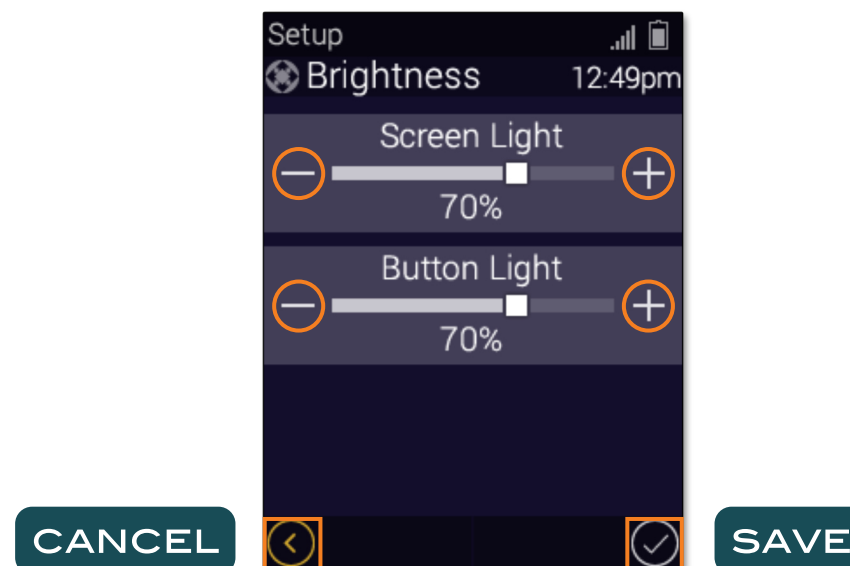 Setup
Brightness 12:49pm
Screen Light
70%
Button Light
70%
CANCEL SAVE